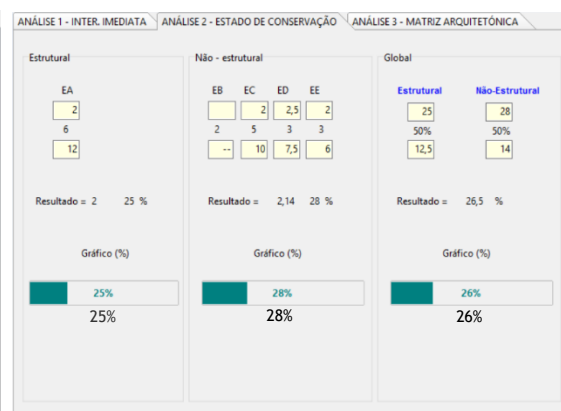 ANÁLISE 1 - INTER. IMEDIATA ANÁLISE 2 - ESTADO DE CONSERVAÇÃO ANÁLISE 3 - MATRIZ ARQUITETÓNICA
Estrutural
EA
2
6
12
Resultado = 2 25 %
Gráfico (%)
25%
25%
Não - estrutural
EB EC ED EE
2 2,5 2
2 5 3 3
-- 10 7,5 6
Resultado = 2,14 28 %
Gráfico (%)
28%
28%
Global
Estrutural Não-Estrutural
25 28
50% 50%
12,5 14
Resultado = 26,5 %
Gráfico (%)
26%
26%